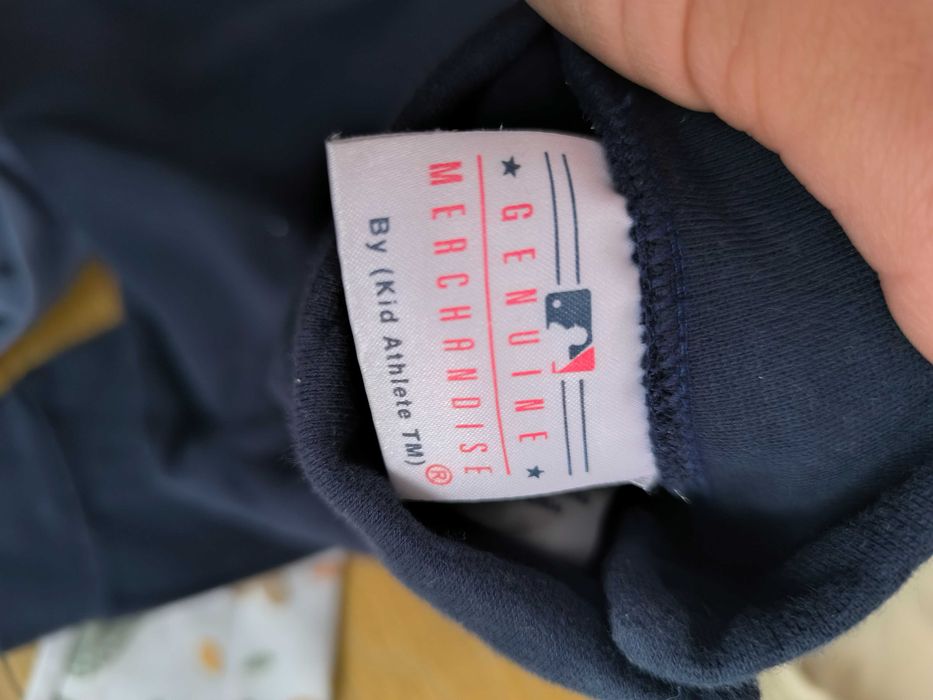 ★ GENUINE ★
MERCHANDISE ®
By (Kid Athlete TM)